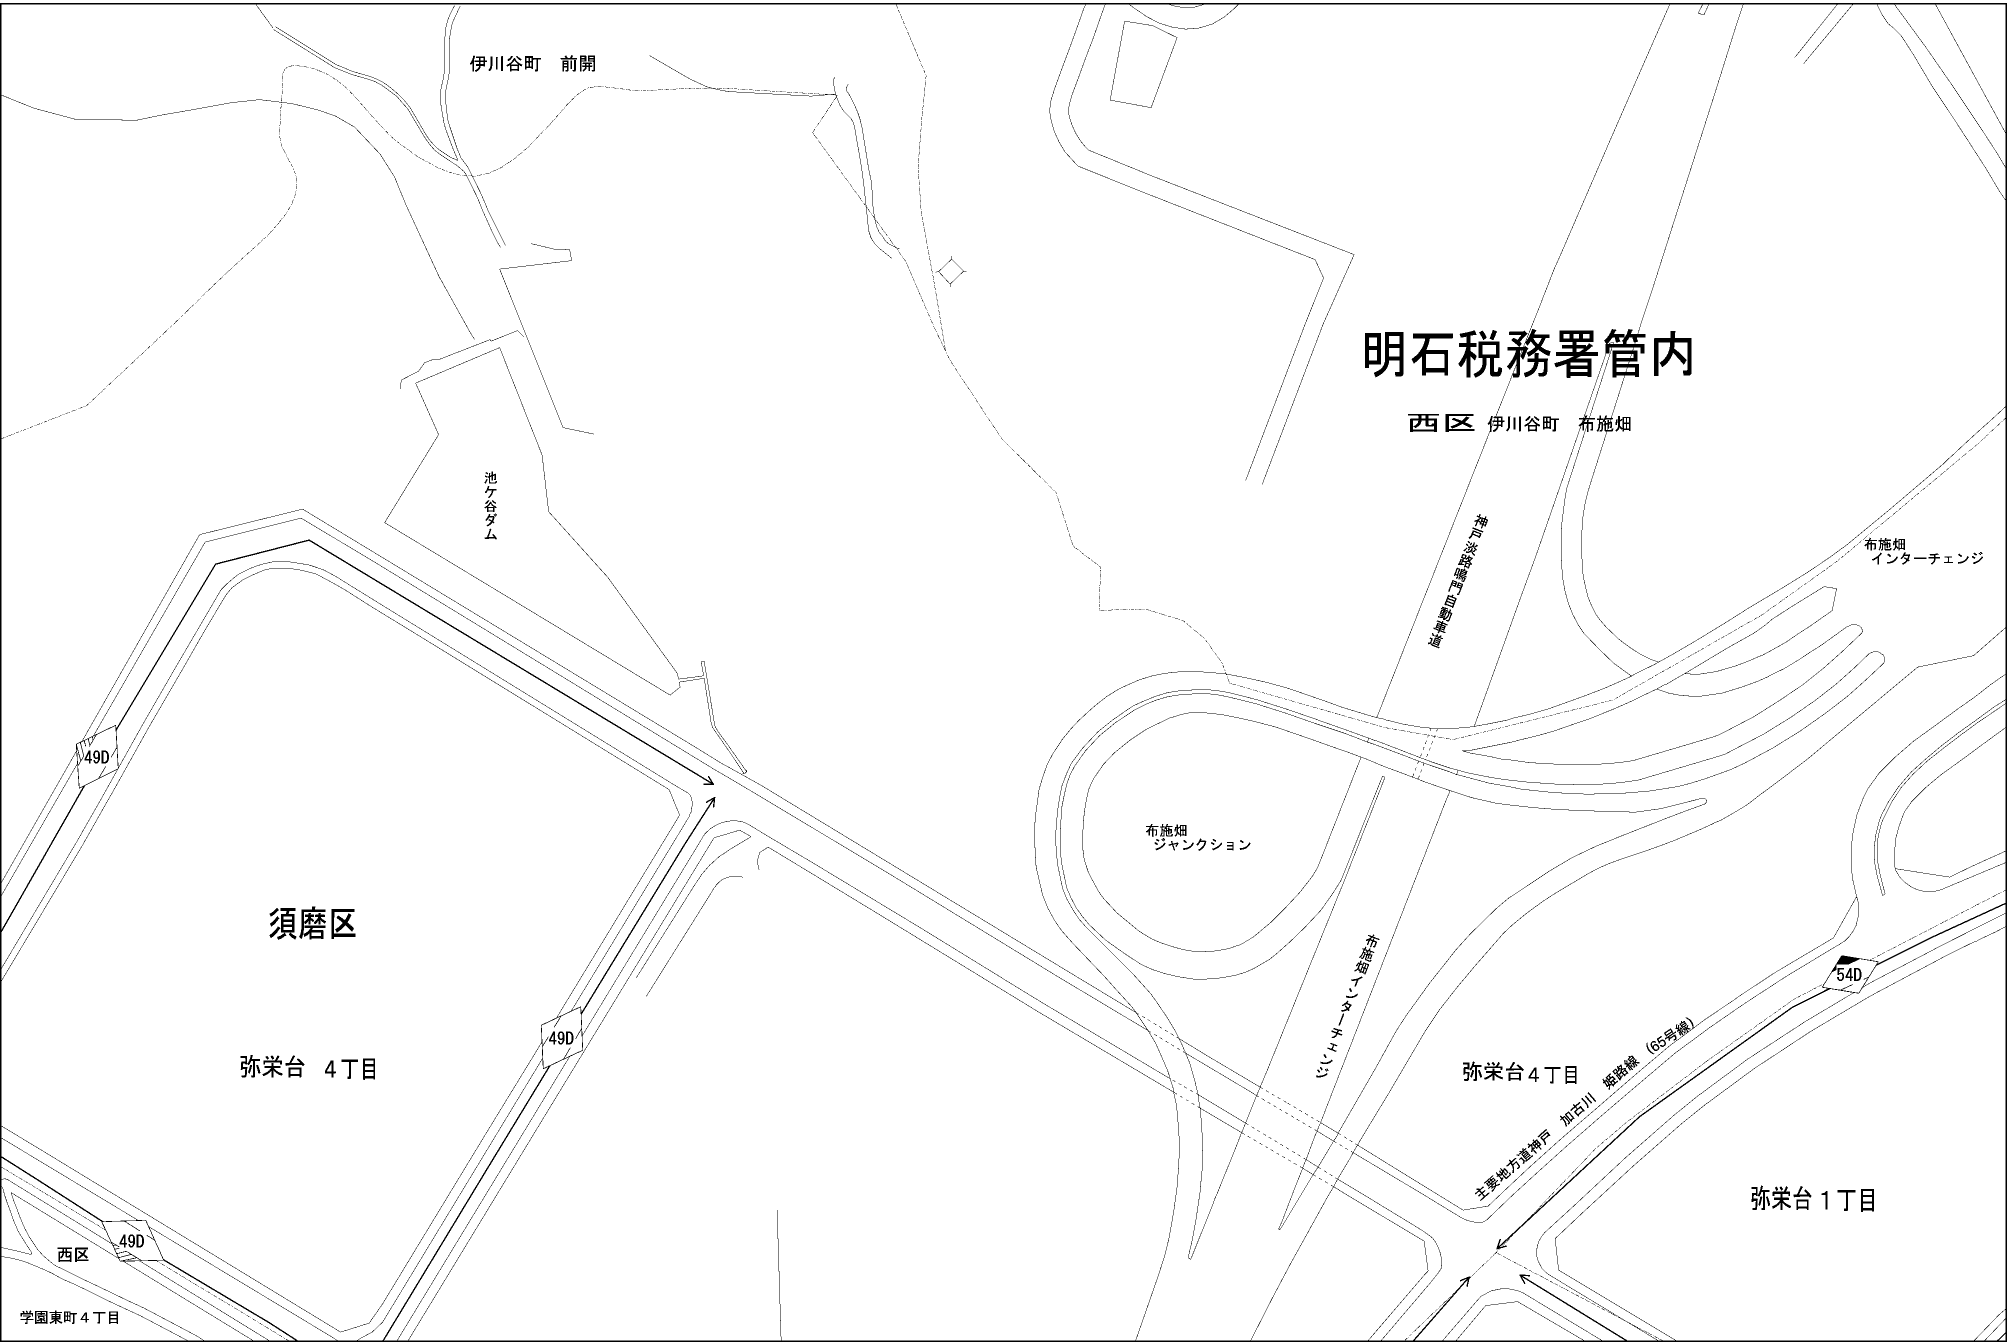 伊川谷町　前開
明石税務署管内
西区 伊川谷町　布施畑
池ケ谷ダム
神戸淡路鳴門自動車道
布施畑
インターチェンジ
49D
布施畑
ジャンクション
須磨区
布施畑インターチェンジ
54D
49D
弥栄台　4丁目
弥栄台4丁目
主要地方道神戸　加古川　姫路線　(65号線)
弥栄台1丁目
49D
西区
学園東町4丁目